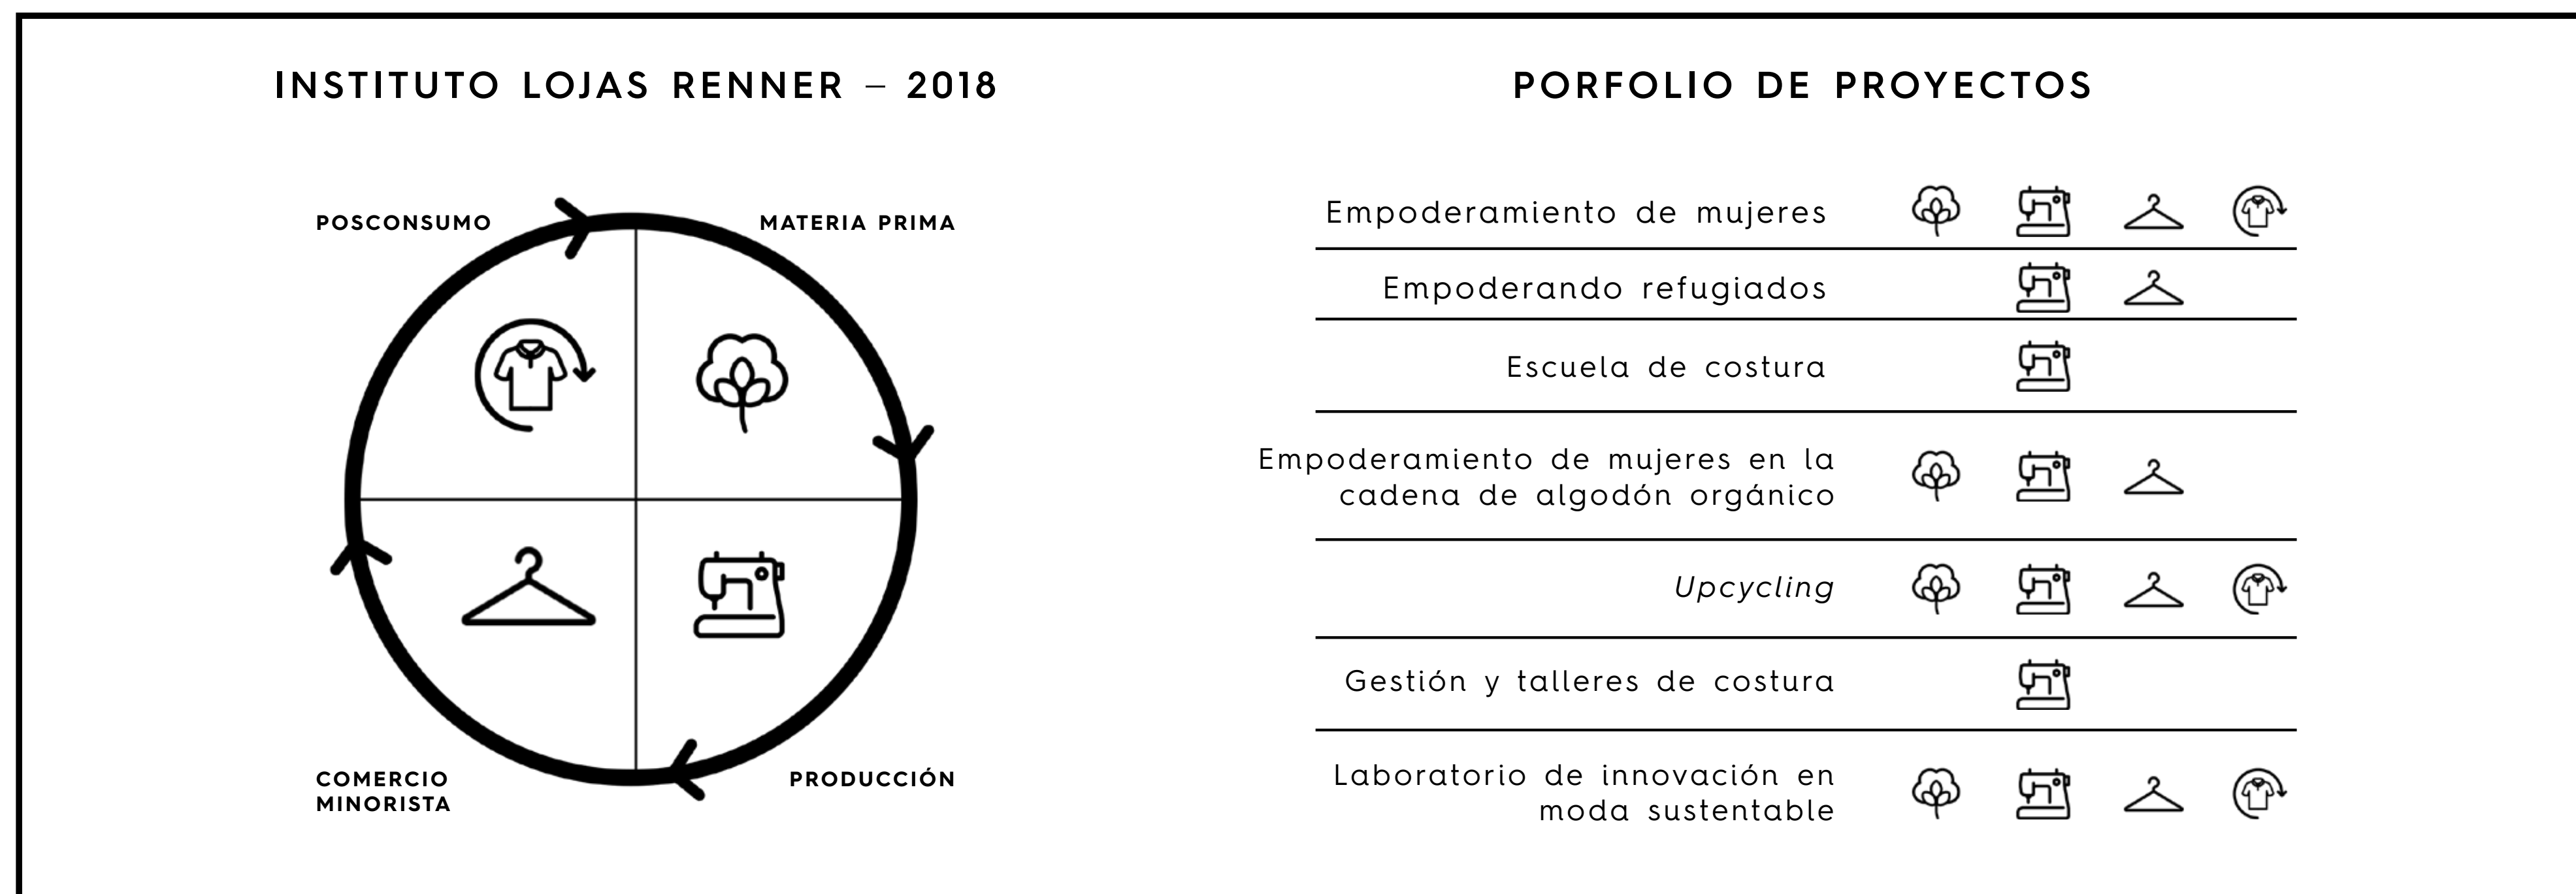 INSTITUTO LOJAS RENNER – 2018
POSCONSUMO
MATERIA PRIMA
COMERCIO
MINORISTA
PRODUCCIÓN
PORFOLIO DE PROYECTOS
Empoderamiento de mujeres
Empoderando refugiados
Escuela de costura
Empoderamiento de mujeres en la
cadena de algodón orgánico
Upcycling
Gestión y talleres de costura
Laboratorio de innovación en
moda sustentable